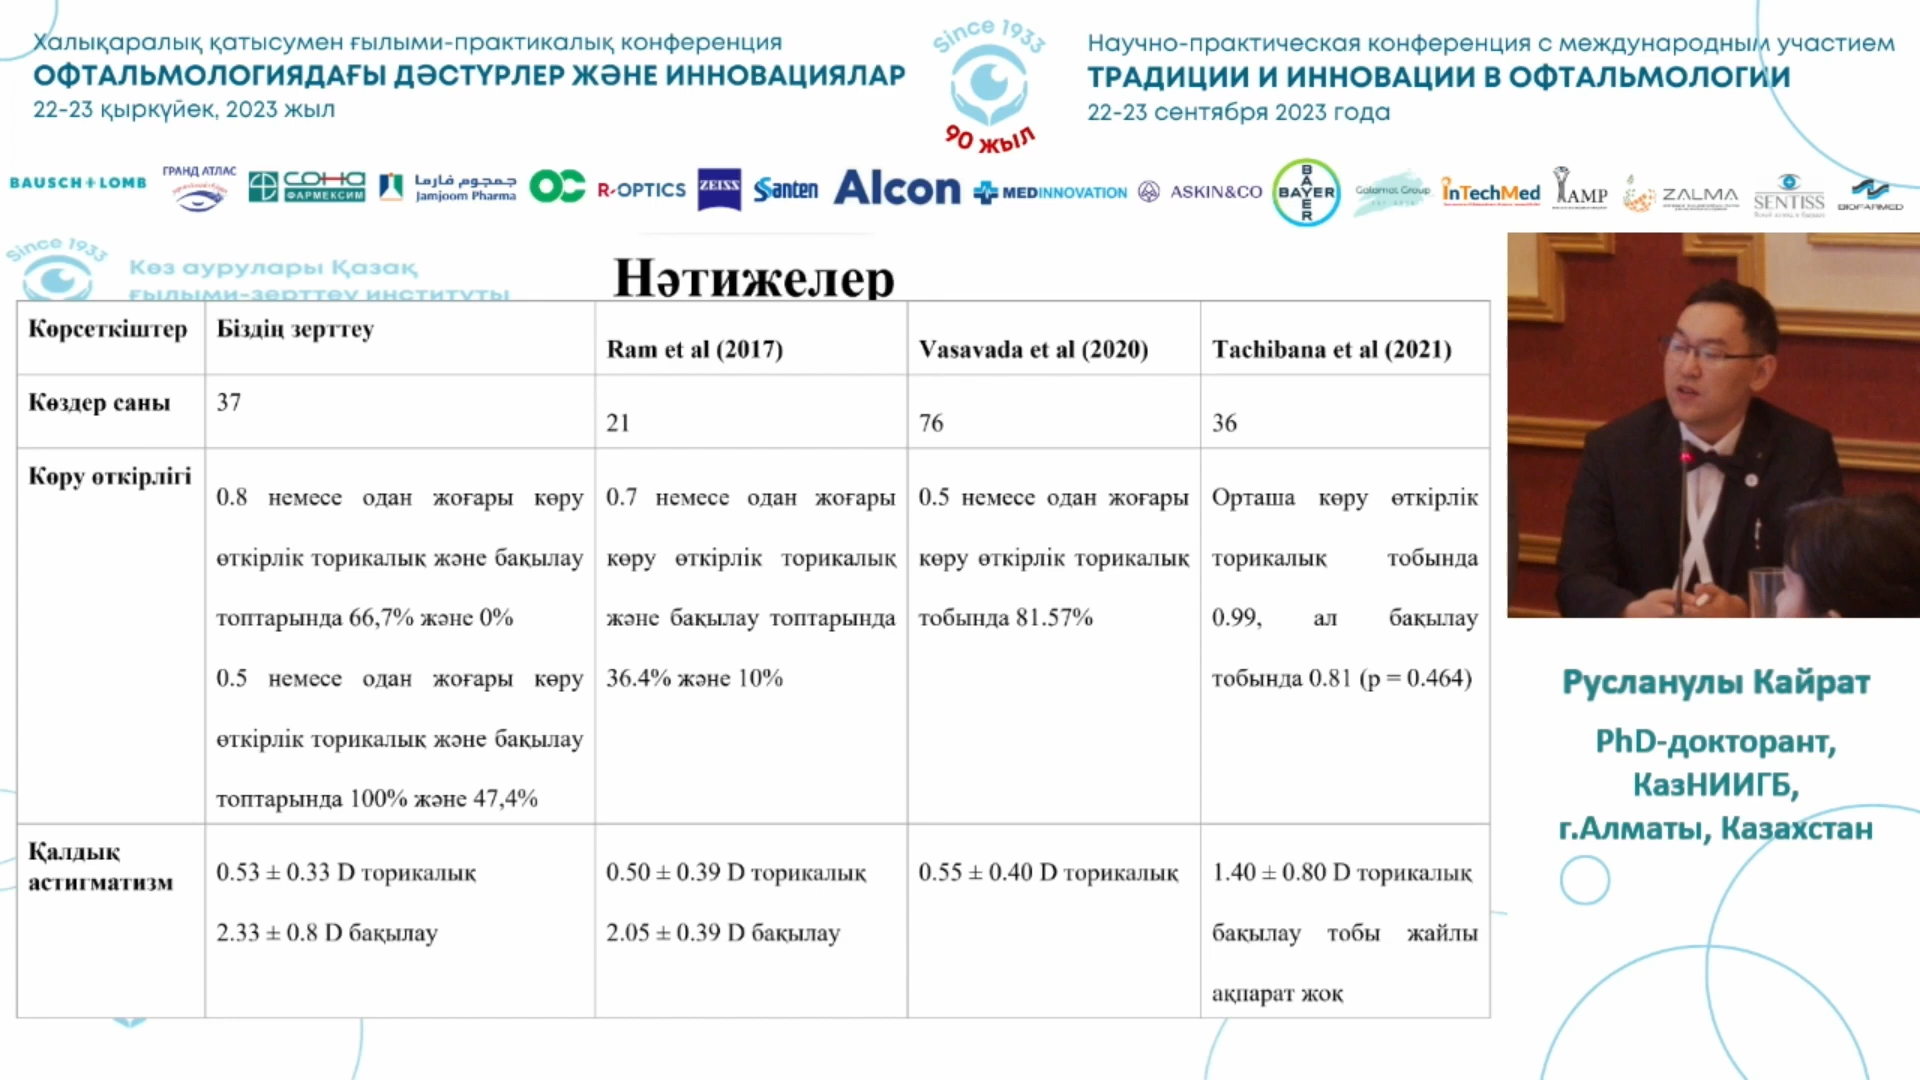 Халықаралық қатысумен ғылыми-практикалық конференция
ОФТАЛЬМОЛОГИЯДАҒЫ ДӘСТҮРЛЕР ЖӘНЕ ИННОВАЦИЯЛАР
22-23 қыркүйек, 2023 жыл
Since 1933
90 жыл
Научно-практическая конференция с международным участием
ТРАДИЦИИ И ИННОВАЦИИ В ОФТАЛЬМОЛОГИИ
22-23 сентября 2023 года
BAUSCH + LOMB
ГРАНД АТЛАС
СОНА
ФАРМЕКСИМ
جمجوم فارما
Jamjoom Pharma
OC
R-OPTICS
ZEISS
Santen
Alcon
MEDINNOVATION
ASKIN&CO
BAYER
BAYER
Galamat Group
InTechMed
AMP
ZALMA
SENTISS
BIOFARMED
Since 1933
Көз аурулары Қазақ
ғылыми-зерттеу институты
Нәтижелер
Көрсеткіштер
Біздің зерттеу
Ram et al (2017)
Vasavada et al (2020)
Tachibana et al (2021)
Көздер саны
37
21
76
36
Көру өткірлігі
0.8 немесе одан жоғары көру
өткірлік торикалық және бақылау
топтарында 66,7% және 0%
0.5 немесе одан жоғары көру
өткірлік торикалық және бақылау
топтарында 100% және 47,4%
0.7 немесе одан жоғары
көру өткірлік торикалық
және бақылау топтарында
36.4% және 10%
0.5 немесе одан жоғары
көру өткірлік торикалық
тобында 81.57%
Орташа көру өткірлік
торикалық тобында
0.99, ал бақылау
тобында 0.81 (p = 0.464)
Қалдық
астигматизм
0.53 ± 0.33 D торикалық
2.33 ± 0.8 D бақылау
0.50 ± 0.39 D торикалық
2.05 ± 0.39 D бақылау
0.55 ± 0.40 D торикалық
1.40 ± 0.80 D торикалық
бақылау тобы жайлы
ақпарат жоқ
Русланулы Кайрат
PhD-докторант,
КазНИИГБ,
г.Алматы, Казахстан